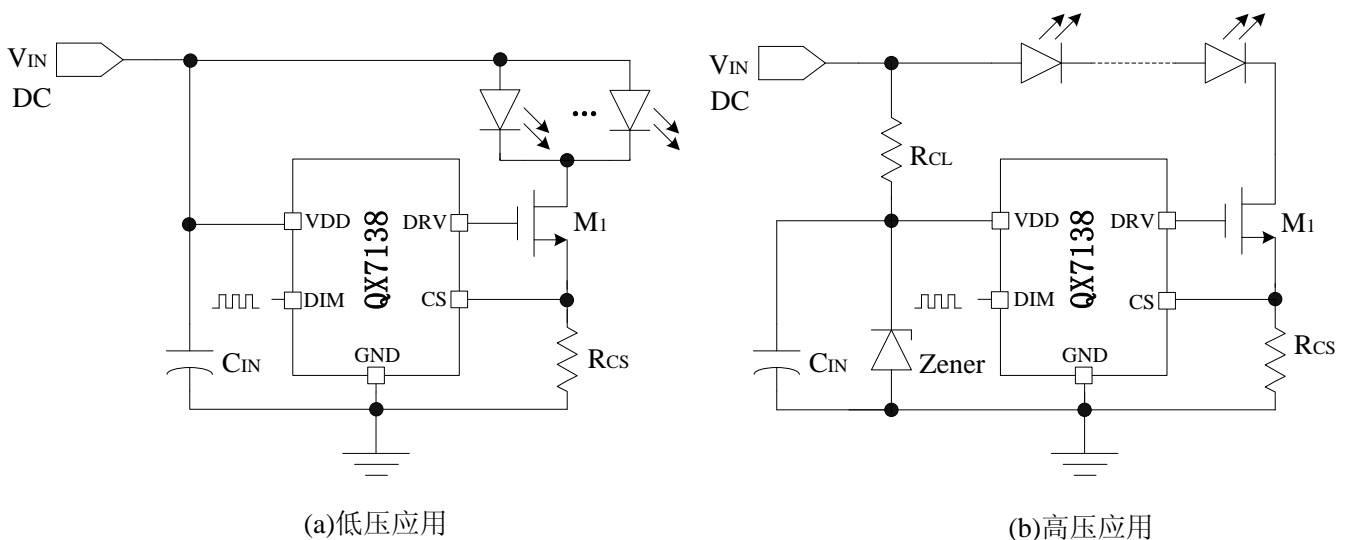 VIN
DC
...
VDD
DRV
M1
QX7138
DIM
CS
GND
CIN
RCS
(a)低压应用
VIN
DC
RCL
VDD
DRV
M1
QX7138
DIM
CS
GND
CIN
Zener
RCS
(b)高压应用